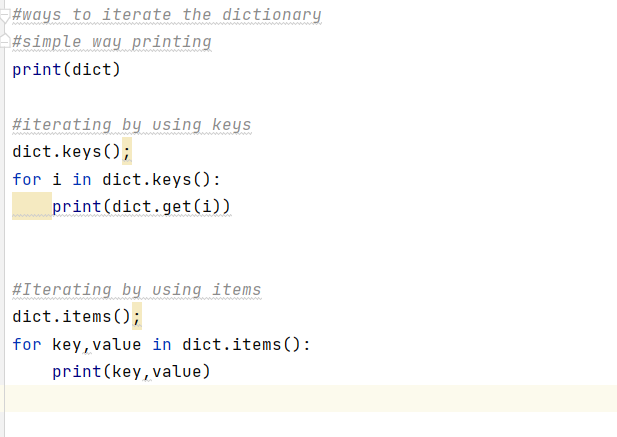 #ways to iterate the dictionary
#simple way printing
print(dict)
#iterating by using keys
dict.keys();
for i in dict.keys():
    print(dict.get(i))
#Iterating by using items
dict.items();
for key,value in dict.items():
    print(key,value)